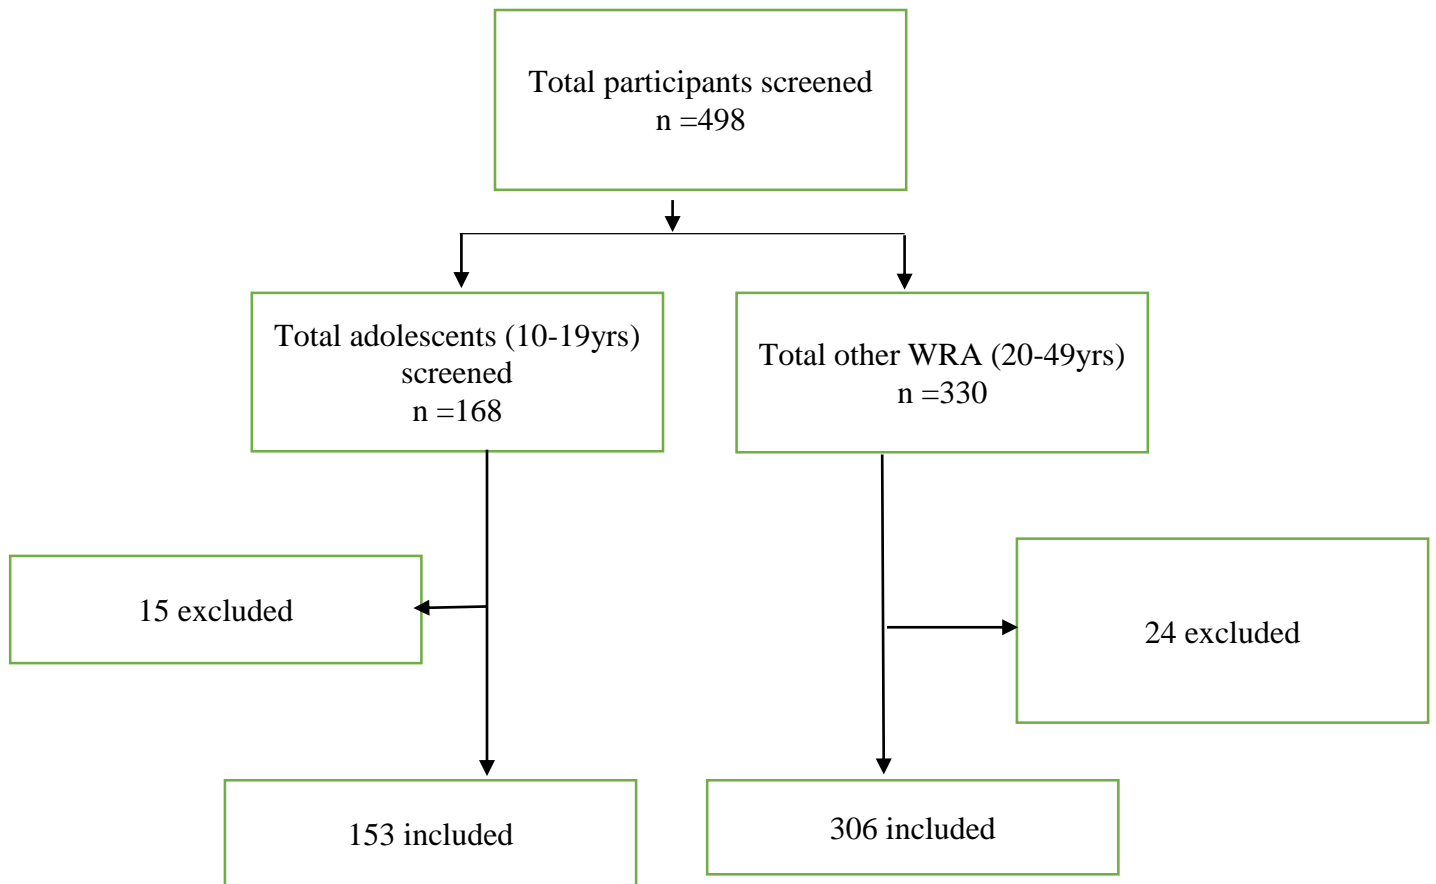 Total participants screened
n =498
Total adolescents (10-19yrs)
screened
n =168
Total other WRA (20-49yrs)
n =330
15 excluded
24 excluded
153 included
306 included